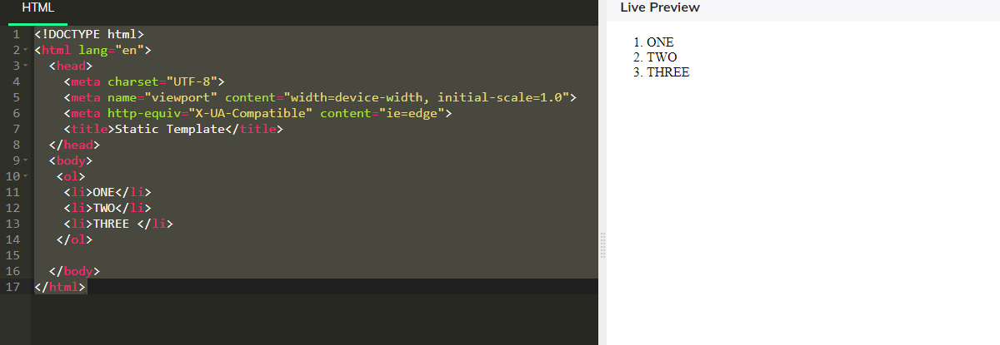 HTML
1 <!DOCTYPE html>
2 <html lang="en">
3 <head>
4 <meta charset="UTF-8">
5 <meta name="viewport" content="width=device-width, initial-scale=1.0">
6 <meta http-equiv="X-UA-Compatible" content="ie=edge">
7 <title>Static Template</title>
8 </head>
9 <body>
10 <ol>
11 <li>ONE</li>
12 <li>TWO</li>
13 <li>THREE </li>
14 </ol>
15
16 </body>
17 </html>
Live Preview
1. ONE
2. TWO
3. THREE